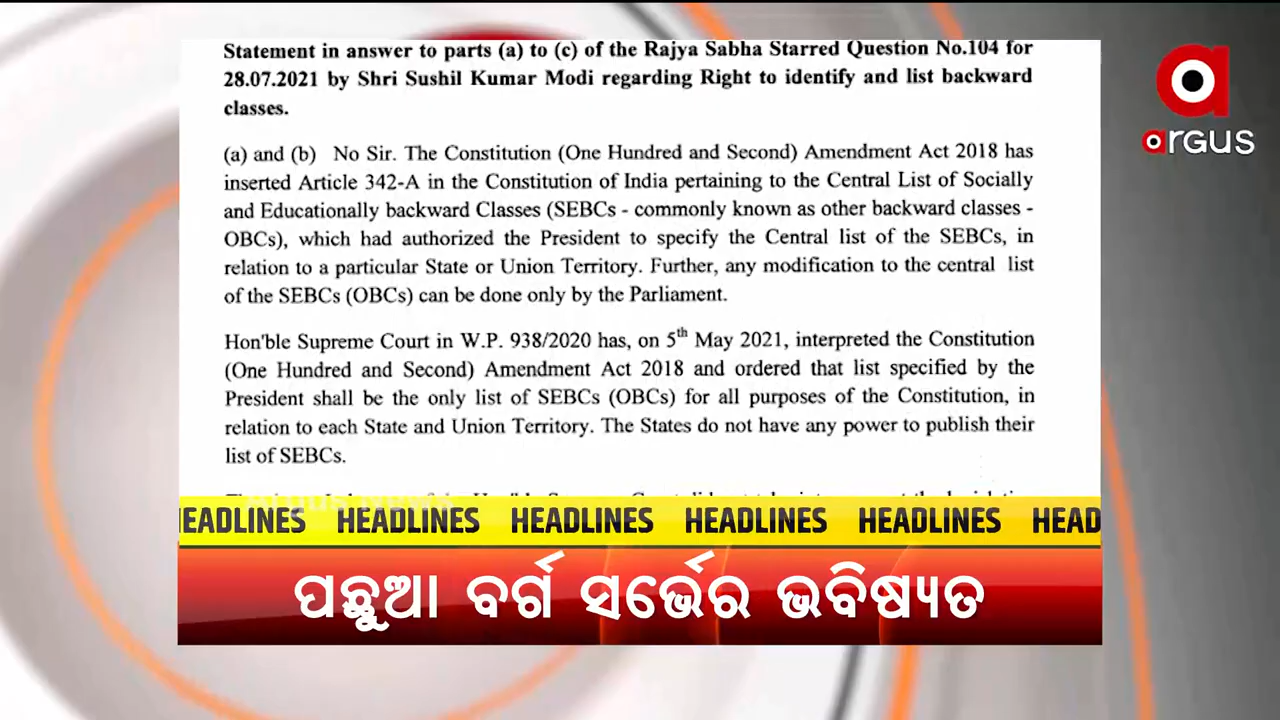 Statement in answer to parts (a) to (c) of the Rajya Sabha Starred Question No.104 for
28.07.2021 by Shri Sushil Kumar Modi regarding Right to identify and list backward
classes.
(a) and (b) No Sir. The Constitution (One Hundred and Second) Amendment Act 2018 has
inserted Article 342-A in the Constitution of India pertaining to the Central List of Socially
and Educationally backward Classes (SEBCs - commonly known as other backward classes -
OBCs), which had authorized the President to specify the Central list of the SEBCs, in
relation to a particular State or Union Territory. Further, any modification to the central list
of the SEBCs (OBCs) can be done only by the Parliament.
Hon'ble Supreme Court in W.P. 938/2020 has, on 5th May 2021, interpreted the Constitution
(One Hundred and Second) Amendment Act 2018 and ordered that list specified by the
President shall be the only list of SEBCs (OBCs) for all purposes of the Constitution, in
relation to each State and Union Territory. The States do not have any power to publish their
list of SEBCs.
Argus News
HEADLINES HEADLINES HEADLINES HEADLINES HEADLINES HEAD
ପଛୁଆ ବର୍ଗ ସର୍ଭେର ଭବିଷ୍ୟତ
argus